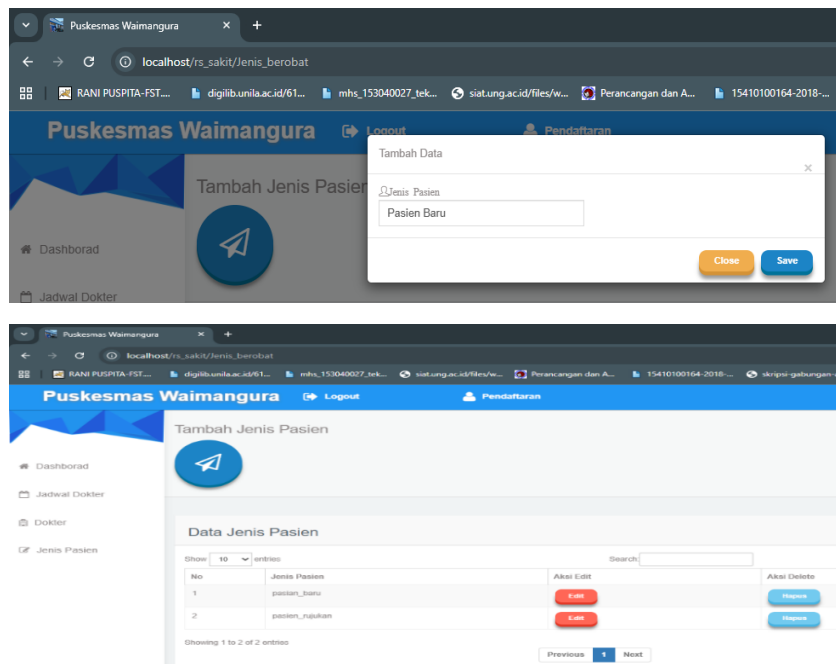 Puskesmas Waimangura
localhost/rs_sakit/Jenis_berobat
RANI PUSPITA-FST.... digilib.unila.ac.id/61... mhs_153040027_tek... siat.ung.ac.id/files/w... Perancangan dan A... 15410100164-2018-...
Puskesmas Waimangura Logout Pendaftaran
Tambah Data
Tambah Jenis Pasien
Jenis Pasien
Pasien Baru
Dashborad
Close Save
Jadwal Dokter
Puskesmas Waimangura
localhost/rs_sakit/Jenis_berobat
RANI PUSPITA-FST.... digilib.unila.ac.id/61... mhs_153040027_tek... siat.ung.ac.id/files/w... Perancangan dan A... 15410100164-2018-... skripsi-gabungan-
Puskesmas Waimangura Logout Pendaftaran
Tambah Jenis Pasien
Dashborad
Jadwal Dokter
Dokter
Jenis Pasien
Data Jenis Pasien
Show 10 entries Search:
No Jenis Pasien Aksi Edit Aksi Delete
1 pasien_baru Edit Hapus
2 pasien_rujukan Edit Hapus
Showing 1 to 2 of 2 entries
Previous 1 Next